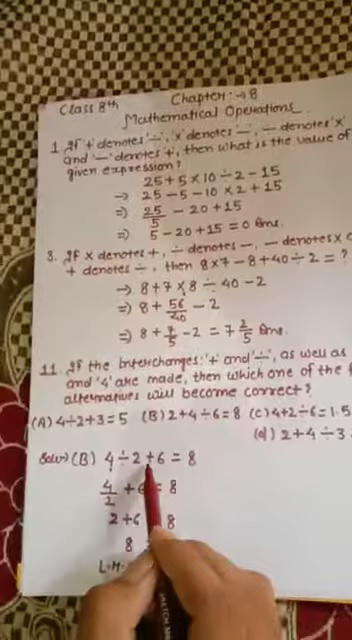 Class 8th
Chapter:→8
Mathematical Operations
1. If '+' denotes '÷', 'x' denotes '—', '—' denotes 'x'
and '—' denotes +, then what is the value of
given expression?
25+5×10÷2-15
→ 25-5-10×2+15
⇒) 25/5 - 20+15
⇒) 5-20+15=0 Ans.
3. If x denotes +, ÷ denotes -, - denotes x
+ denotes ÷, then 8x7-8+40÷2=?
→ 8+7×8÷40-2
⇒ 8+56/40-2
⇒ 8+7/5-2=7 2/5 Ans.
11. If the Interchanges: '+' and '÷', as well as
and '4' are made, then which one of the
alternatives will become correct?
(A) 4÷2+3=5 (B) 2+4÷6=8 (C) 4+2÷6=1.5
(d) 2+4÷3
Solu→) (B) 4÷2+6=8
4/2+6=8
2+6 8
8
L.H.